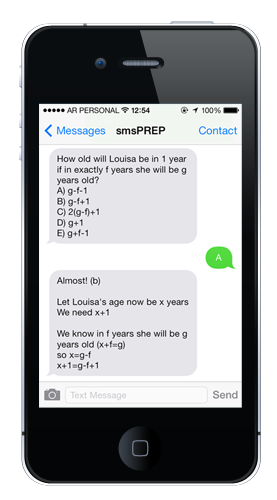 AR PERSONAL 12:54 100%
Messages smsPREP Contact
How old will Louisa be in 1 year
if in exactly f years she will be g
years old?
A) g-f-1
B) g-f+1
C) 2(g-f)+1
D) g+1
E) g+f-1
A
Almost! (b)
Let Louisa's age now be x years
We need x+1
We know in f years she will be g
years old (x+f=g)
so x=g-f
x+1=g-f+1
Text Message Send